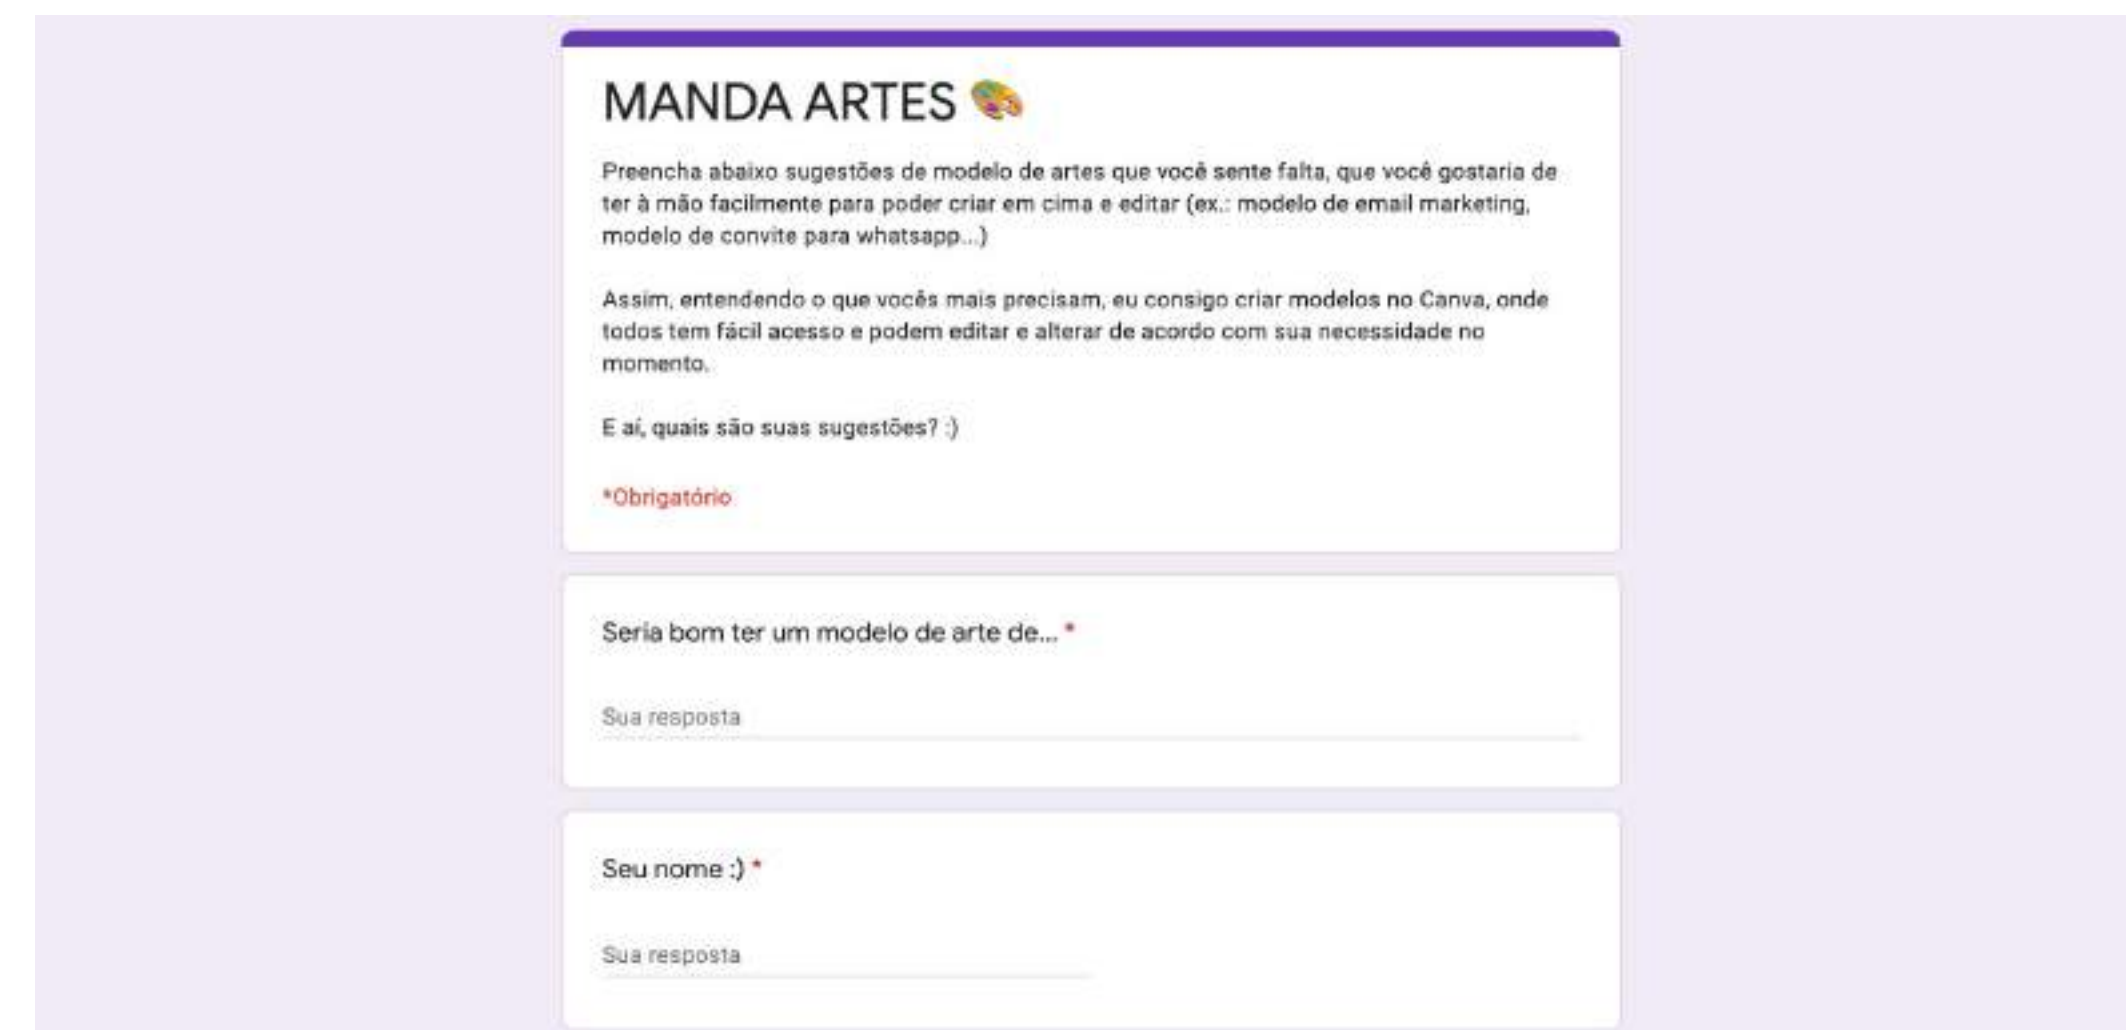 MANDA ARTES 🎨
Preencha abaixo sugestões de modelo de artes que você sente falta, que você gostaria de
ter à mão facilmente para poder criar em cima e editar (ex.: modelo de email marketing,
modelo de convite para whatsapp...)
Assim, entendendo o que vocês mais precisam, eu consigo criar modelos no Canva, onde
todos tem fácil acesso e podem editar e alterar de acordo com sua necessidade no
momento.
E aí, quais são suas sugestões? :)
*Obrigatório
Seria bom ter um modelo de arte de... *
Sua resposta
Seu nome :) *
Sua resposta